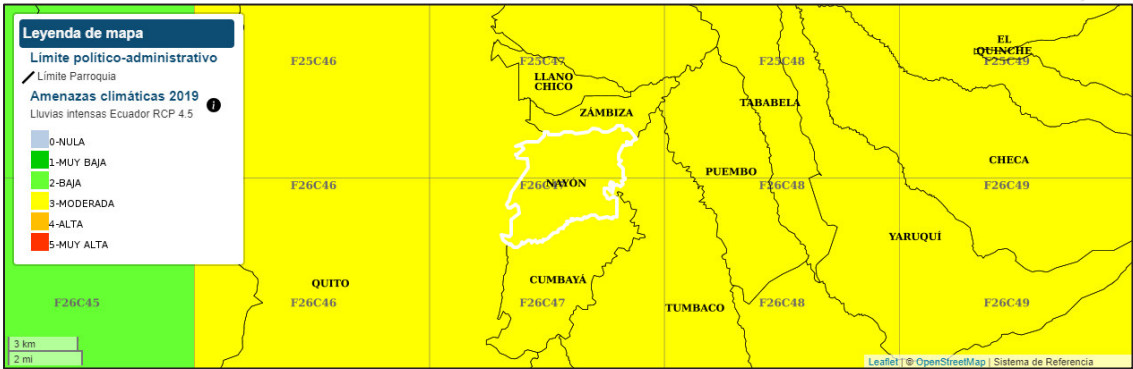 Leyenda de mapa
Límite político-administrativo
Límite Parroquia
Amenazas climáticas 2019
Lluvias intensas Ecuador RCP 4.5
0-NULA
1-MUY BAJA
2-BAJA
3-MODERADA
4-ALTA
5-MUY ALTA
F25C46
F25C47
F25C48
EL
QUINCHE
F25C49
LLANO
CHICO
TABABELA
ZÁMBIZA
CHECA
PUEMBO
F26C46
F26C47
NAYÓN
F26C48
F26C49
YARUQUÍ
CUMBAYÁ
QUITO
F26C45
F26C46
F26C47
F26C48
F26C49
TUMBACO
3 km
2 mi
Leaflet | © OpenStreetMap | Sistema de Referencia